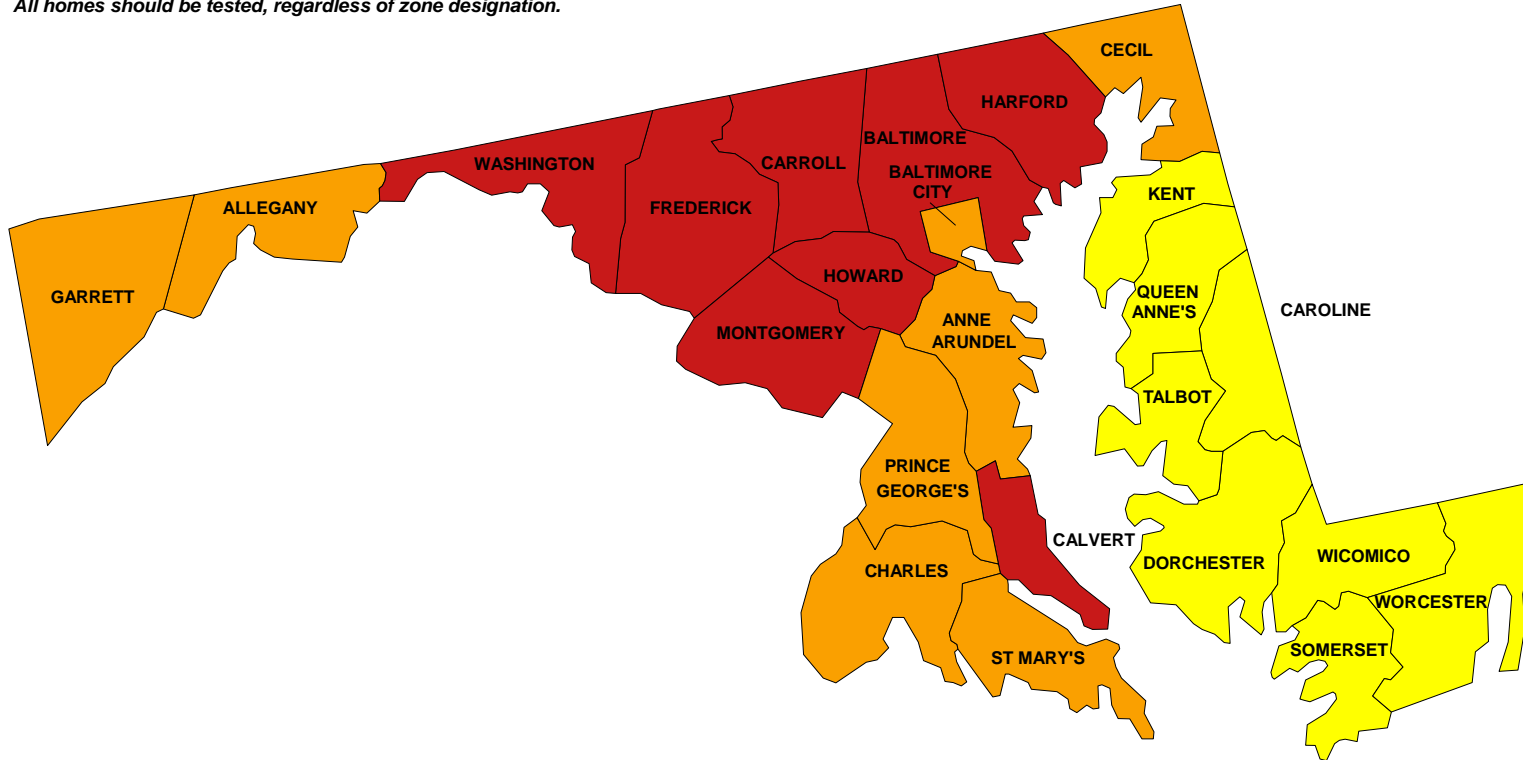 All homes should be tested, regardless of zone designation.
CECIL
HARFORD
BALTIMORE
CARROLL
WASHINGTON
BALTIMORE
CITY
KENT
ALLEGANY
FREDERICK
HOWARD
GARRETT
QUEEN
ANNE'S
CAROLINE
ANNE
ARUNDEL
MONTGOMERY
TALBOT
PRINCE
GEORGE'S
CALVERT
WICOMICO
DORCHESTER
CHARLES
WORCESTER
SOMERSET
ST MARY'S